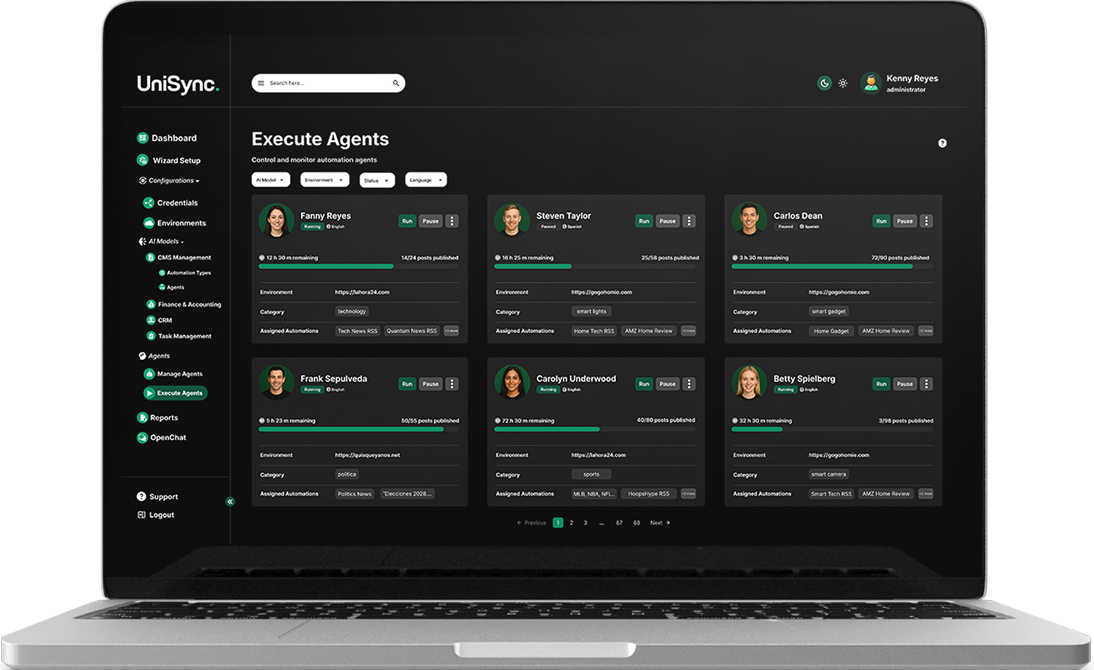 UniSync.
Search here...
Kenny Reyes
administrator
Dashboard
Wizard Setup
Configurations
Credentials
Environments
AI Models
CMS Management
Automation Types
Agents
Finance & Accounting
CRM
Task Management
Agents
Manage Agents
Execute Agents
Reports
OpenChat
Support
Logout
Execute Agents
?
Control and monitor automation agents
AI Model Environment Status Language
Fanny Reyes
Running English
Run Pause
12 h 30 m remaining 14/24 posts published
Environment https://lahora24.com
Category technology
Assigned Automations Tech News RSS Quantum News RSS
Steven Taylor
Paused Spanish
Run Pause
16 h 25 m remaining 25/58 posts published
Environment https://gogohomie.com
Category smart lights
Assigned Automations Home Tech RSS AMZ Home Review
Carlos Dean
Paused Spanish
Run Pause
3 h 30 m remaining 72/90 posts published
Environment https://gogohomie.com
Category smart gadget
Assigned Automations Home Gadget AMZ Home Review
Frank Sepulveda
Running English
Run Pause
5 h 23 m remaining 50/55 posts published
Environment https://quisqueyanos.net
Category politica
Assigned Automations Politics News "Elecciones 2028...
Carolyn Underwood
Running English
Run Pause
72 h 30 m remaining 40/60 posts published
Environment https://lahora24.com
Category sports
Assigned Automations MLB, NBA, NFL... HoopsHype RSS
Betty Spielberg
Running English
Run Pause
32 h 30 m remaining 3/98 posts published
Environment https://gogohomie.com
Category smart camera
Assigned Automations Smart Tech RSS AMZ Home Review
← Previous 1 2 3 ... 67 68 Next →